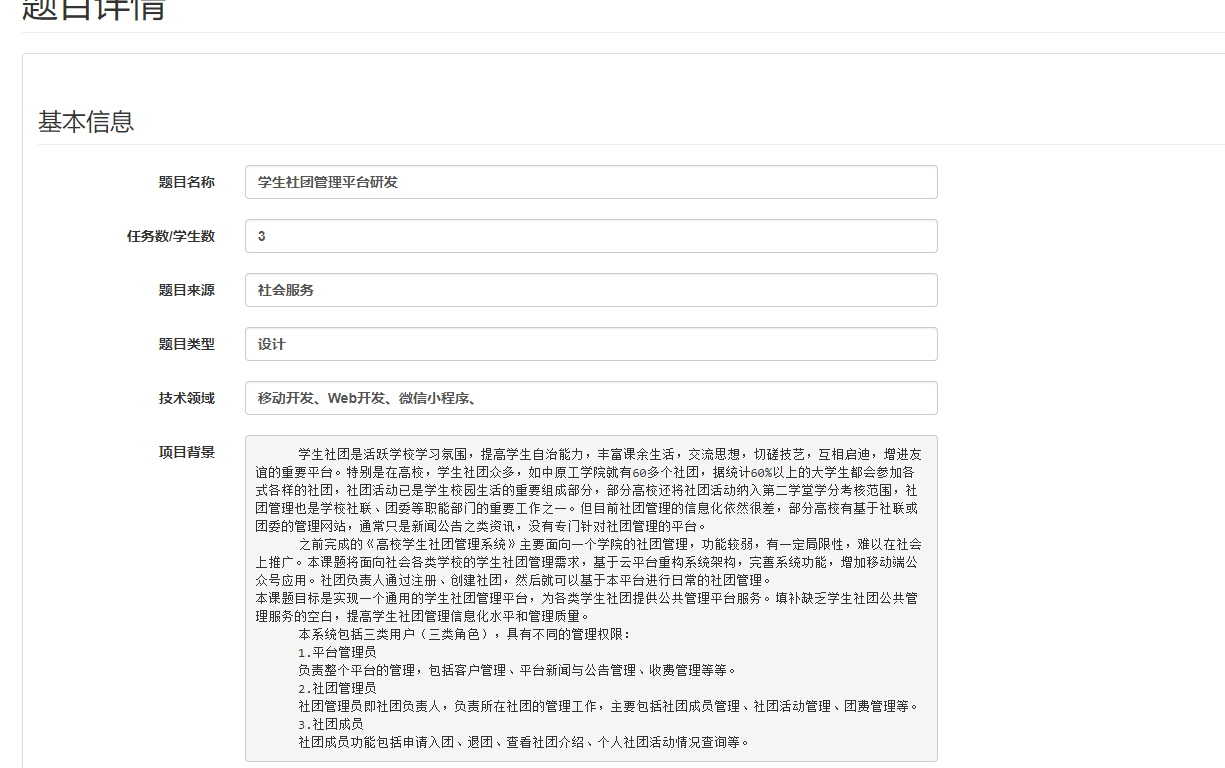 题目详情
基本信息
题目名称 学生社团管理平台研发
任务数/学生数 3
题目来源 社会服务
题目类型 设计
技术领域 移动开发、Web开发、微信小程序、
项目背景 学生社团是活跃学校学习氛围，提高学生自治能力，丰富课余生活，交流思想，切磋技艺，互相启迪，增进友
谊的重要平台。特别是在高校，学生社团众多，如中原工学院就有60多个社团，据统计60%以上的大学生都会参加各
式各样的社团，社团活动已是学生校园生活的重要组成部分，部分高校还将社团活动纳入第二学堂学分考核范围，社
团管理也是学校社联、团委等职能部门的重要工作之一。但目前社团管理的信息化依然很差，部分高校有基于社联或
团委的管理网站，通常只是新闻公告之类资讯，没有专门针对社团管理的平台。
之前完成的《高校学生社团管理系统》主要面向一个学院的社团管理，功能较弱，有一定局限性，难以在社会
上推广。本课题将面向社会各类学校的学生社团管理需求，基于云平台重构系统架构，完善系统功能，增加移动端公
众号应用。社团负责人通过注册、创建社团，然后就可以基于本平台进行日常的社团管理。
本课题目标是实现一个通用的学生社团管理平台，为各类学生社团提供公共管理平台服务。填补缺乏学生社团公共管
理服务的空白，提高学生社团管理信息化水平和管理质量。
本系统包括三类用户（三类角色），具有不同的管理权限：
1.平台管理员
负责整个平台的管理，包括客户管理、平台新闻与公告管理、收费管理等等。
2.社团管理员
社团管理员即社团负责人，负责所在社团的管理工作，主要包括社团成员管理、社团活动管理、团费管理等。
3.社团成员
社团成员功能包括申请入团、退团、查看社团介绍、个人社团活动情况查询等。